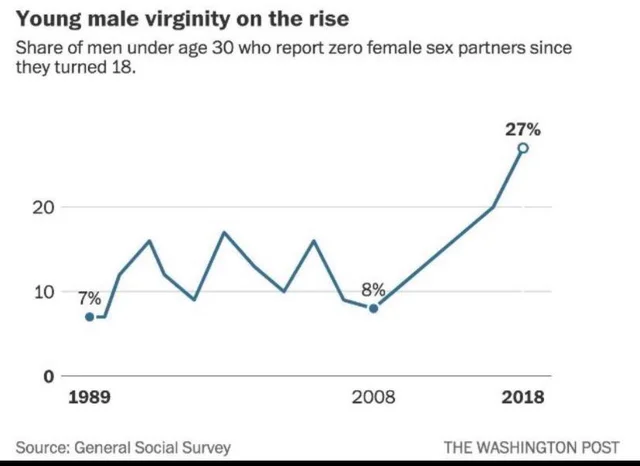 Young male virginity on the rise
Share of men under age 30 who report zero female sex partners since
they turned 18.
27%
20
7%
8%
10
0
1989
2008
2018
Source: General Social Survey
THE WASHINGTON POST